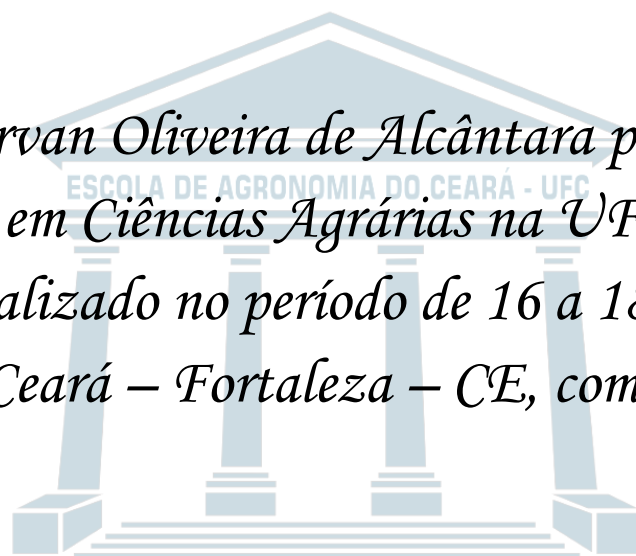 rvan Oliveira de Alcântara p
ESCOLA DE AGRONOMIA DO CEARÁ - UFC
em Ciências Agrárias na UF
alizado no período de 16 a 18
Ceará – Fortaleza – CE, com